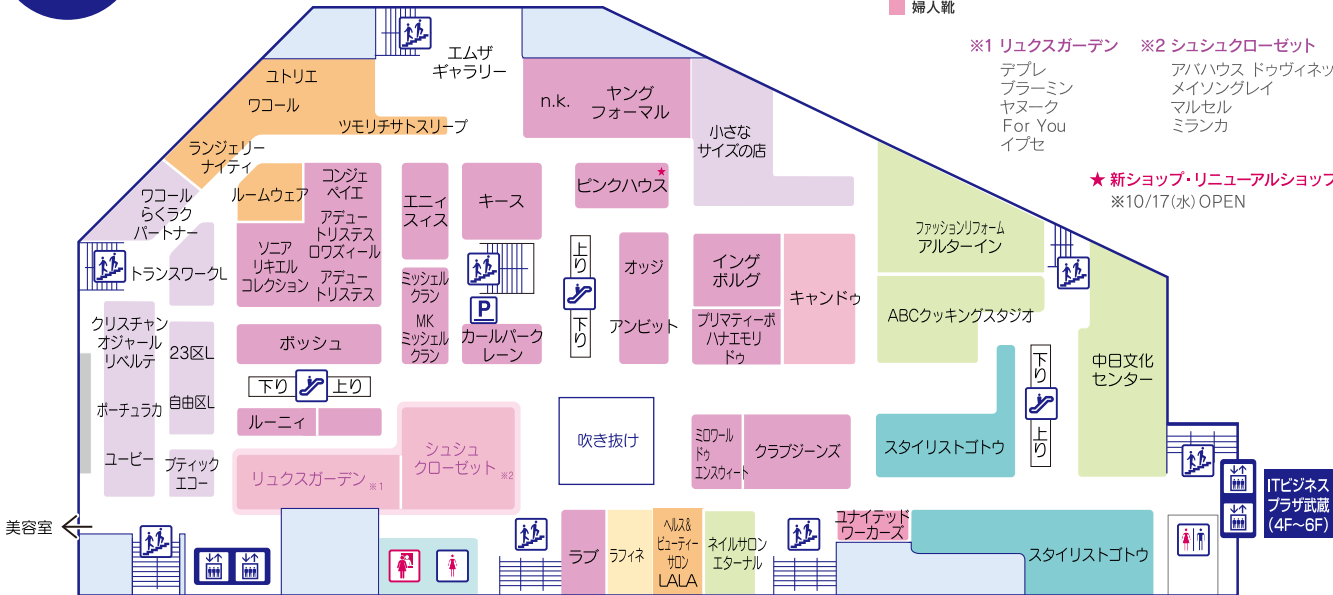 婦人靴
※1 リュクスガーデン
デプレ
ブラーミン
ヤヌーク
For You
イプセ
※2 シュシュクローゼット
アバハウス ドゥヴィネッ
メイソングレイ
マルセル
ミランカ
★ 新ショップ・リニューアルショップ
※10/17(水)OPEN
エムザ
ギャラリー
ユトリエ
ワコール
ツモリチサトスリープ
ランジェリー
ナイティ
n.k.
ヤング
フォーマル
小さな
サイズの店
ワコール
らくラク
パートナー
ルームウェア
コンジェ
ペイエ
アデュー
トリステス
ロワズィール
アデュー
トリステス
ソニア
リキエル
コレクション
エニィ
スィス
キース
ピンクハウス
★
トランスワークL
ミッシェル
クラン
MK
ミッシェル
クラン
P
カールパーク
レーン
上り
下り
オッジ
アンビット
インゲ
ボルグ
プリマティーボ
ハナエモリ
ドゥ
キャンドゥ
ファッションリフォーム
アルターイン
ABCクッキングスタジオ
中日文化
センター
クリスチャン
オジャール
リベルテ
ポーチュラカ
ユービー
23区L
自由区L
ブティック
エコー
ボッシュ
下り
上り
ルーニィ
リュクスガーデン ※1
シュシュ
クローゼット ※2
吹き抜け
ミロワール
ドゥ
エンスウィート
クラブジーンズ
スタイリストゴトウ
下り
上り
ITビジネス
プラザ武蔵
(4F〜6F)
美容室
ラブ
ラフィネ
ヘルス&
ビューティー
サロン
LALA
ネイルサロン
エターナル
ユナイテッド
ワーカーズ
スタイリストゴトウ